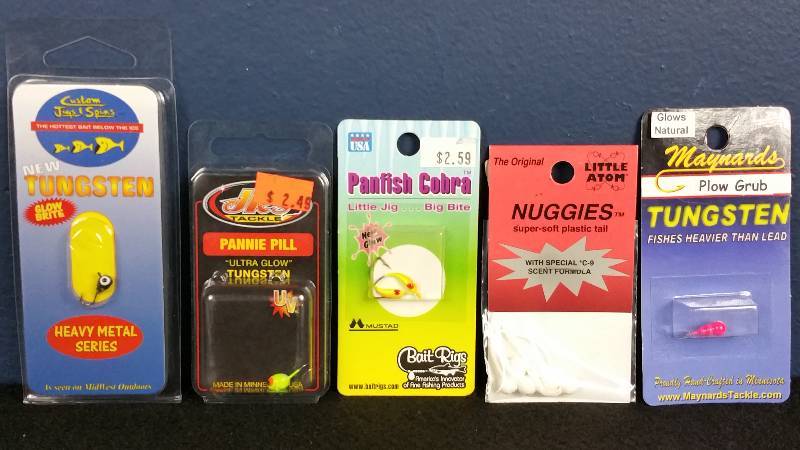 Custom
Jigs & Spins
THE HOTTEST BAIT BELOW THE ICE
NEW
TUNGSTEN
GLOW
BRITE
HEAVY METAL
SERIES
As seen on MidWest Outdoors
$2.49
TACKLE
PANNIE PILL
"ULTRA GLOW"
TUNGSTEN
UV
MADE IN MINNE
USA
USA
$2.59
Panfish Cobra™
Little Jig . . . . Big Bite
New
Glow
MUSTAD
Bait Rigs
America's Innovator
of Fine Fishing Products
www.baitrigs.com
The Original
LITTLE
ATOM
NUGGIES™
super-soft plastic tail
WITH SPECIAL "C-9
SCENT FORMULA
Glows
Natural
Maynards
Plow Grub
TUNGSTEN
FISHES HEAVIER THAN LEAD
Proudly Hand-Crafted in Minnesota
www.MaynardsTackle.com